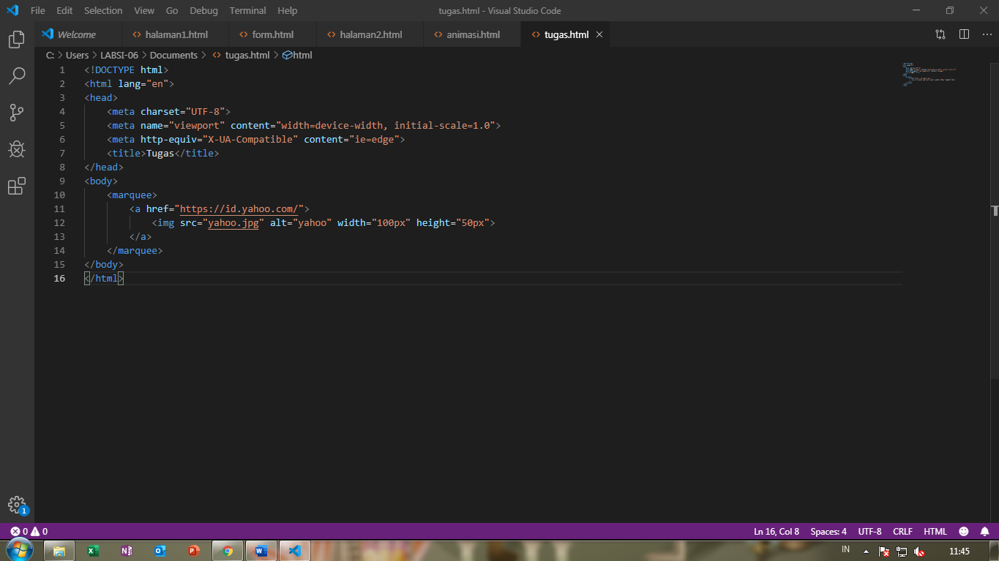 File Edit Selection View Go Debug Terminal Help tugas.html - Visual Studio Code
Welcome halaman1.html form.html halaman2.html animasi.html tugas.html
C: > Users > LABSI-06 > Documents > tugas.html > html
1 <!DOCTYPE html>
2 <html lang="en">
3 <head>
4 <meta charset="UTF-8">
5 <meta name="viewport" content="width=device-width, initial-scale=1.0">
6 <meta http-equiv="X-UA-Compatible" content="ie=edge">
7 <title>Tugas</title>
8 </head>
9 <body>
10 <marquee>
11 <a href="https://id.yahoo.com/">
12 <img src="yahoo.jpg" alt="yahoo" width="100px" height="50px">
13 </a>
14 </marquee>
15 </body>
16 </html>
1
0 0 Ln 16, Col 8 Spaces: 4 UTF-8 CRLF HTML
IN 11:45